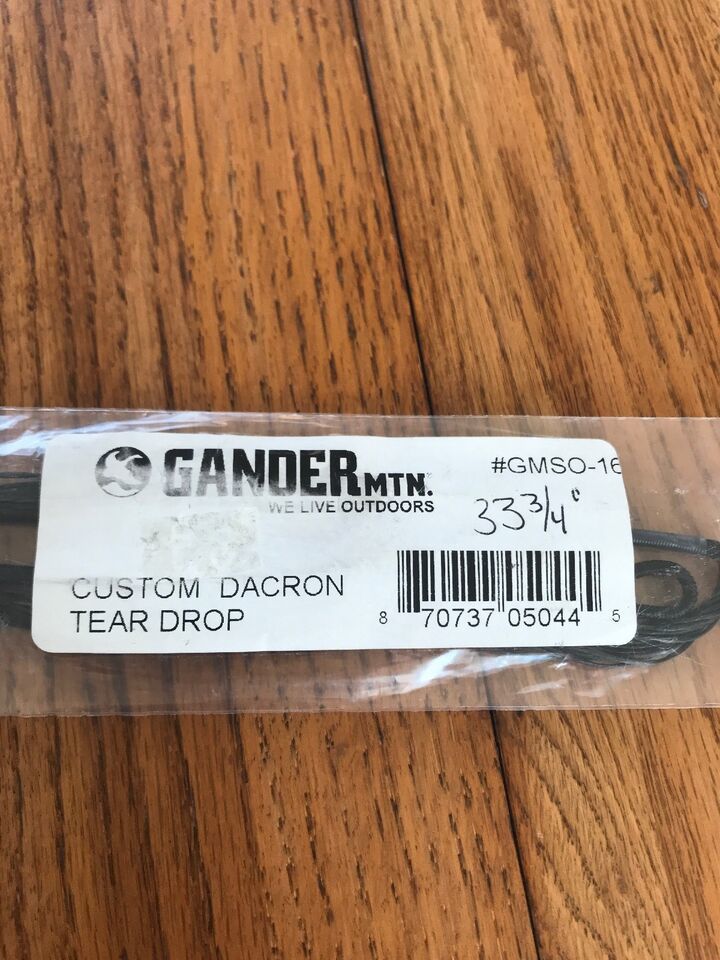 GANDER MTN.
WE LIVE OUTDOORS
#GMSO-16
33 3/4"
CUSTOM DACRON
TEAR DROP
8 70737 05044 5